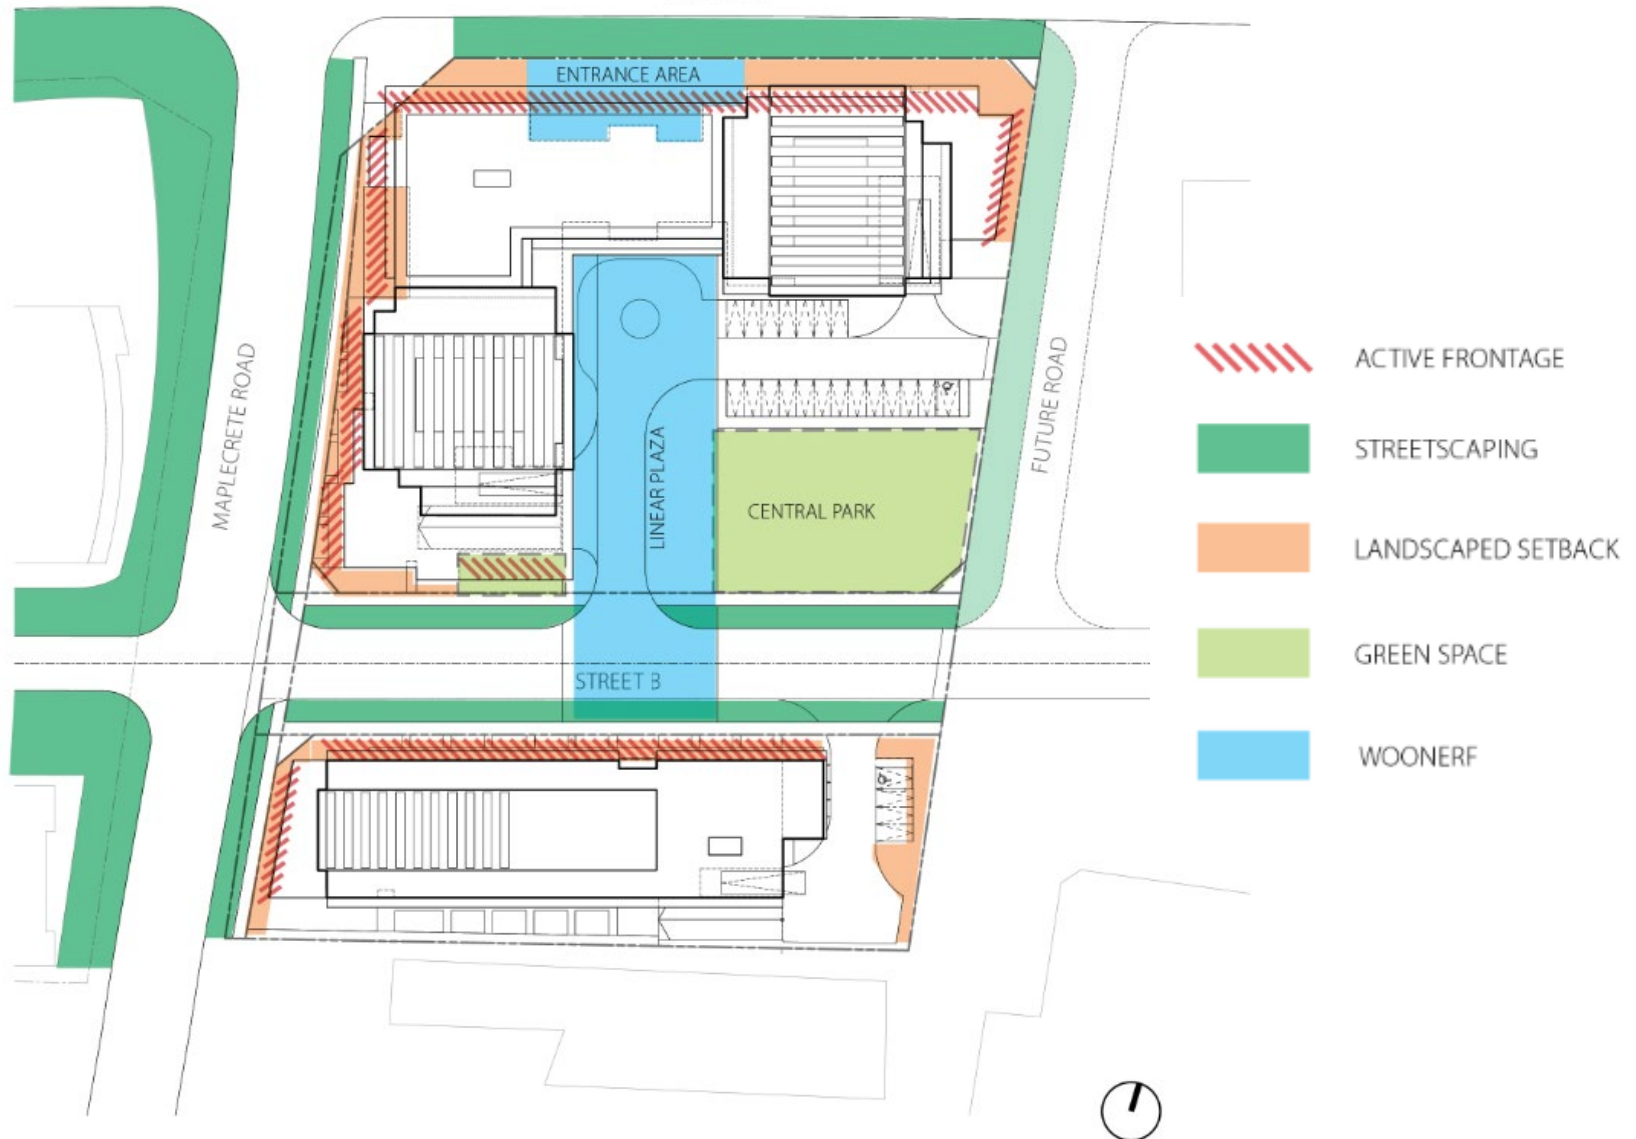 ENTRANCE AREA
MAPLECRETE ROAD
LINEAR PLAZA
CENTRAL PARK
FUTURE ROAD
STREET B
ACTIVE FRONTAGE
STREETSCAPING
LANDSCAPED SETBACK
GREEN SPACE
WOONERF